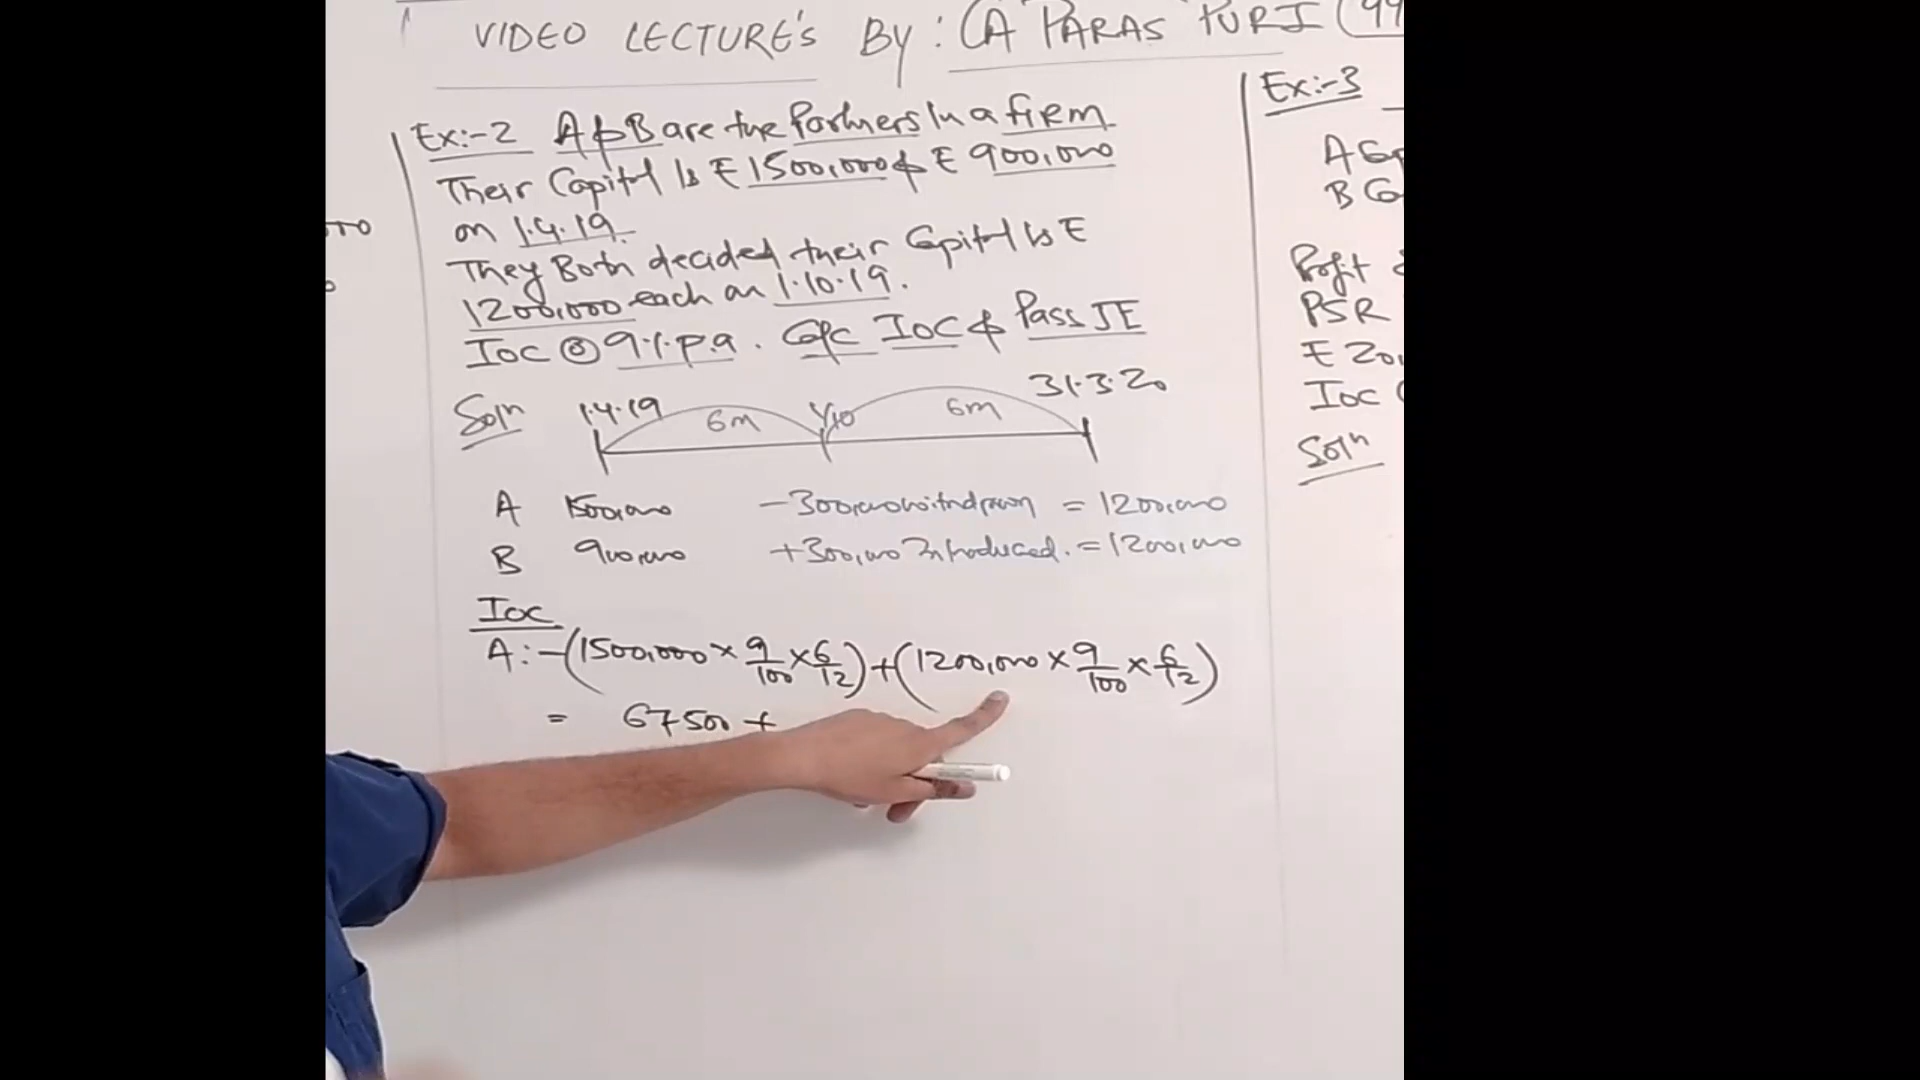 VIDEO LECTURE'S BY: CA PARAS PURI (99
Ex:-2 A & B are the Partners In a firm
Their Capital Is ₹ 1500,000 & ₹ 900,000
on 1.4.19.
They Both decided their Capital Is ₹
1200,000 each on 1.10.19.
IOC @ 9% p.a. Calc IOC & Pass JE
Soln 1.4.19 6m 1/10 6m 31.3.20
A 1500,000 -300,000 withdrawn = 1200,000
B 900,000 +300,000 Introduced. = 1200,000
IOC
A:- (1500,000 × 9/100 × 6/12) + (1200,000 × 9/100 × 6/12)
= 67500 +
Ex:-3
A Cap
B Ca
Profit
PSR
₹ 20,
IOC (
Soln